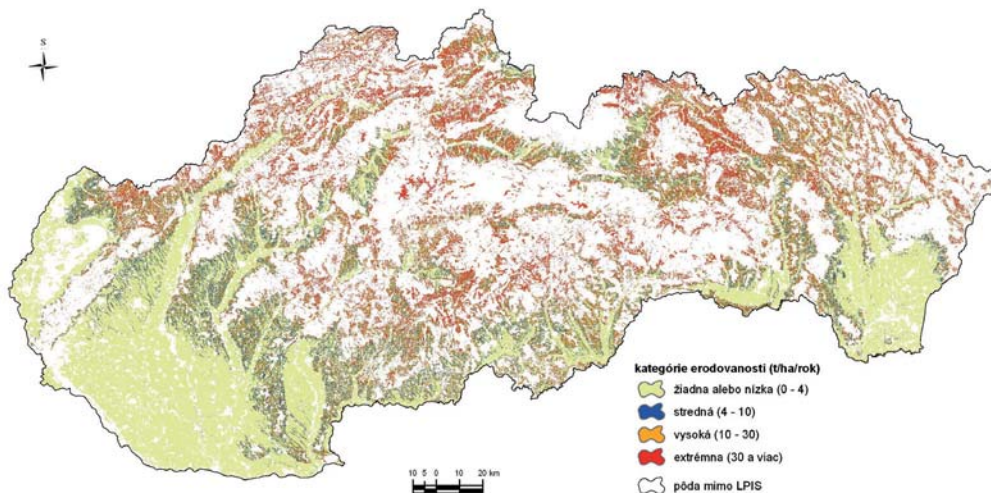 S
kategórie erodovanosti (t/ha/rok)
žiadna alebo nízka (0 - 4)
stredná (4 - 10)
vysoká (10 - 30)
extrémna (30 a viac)
pôda mimo LPIS
10 5 0 10 20 km